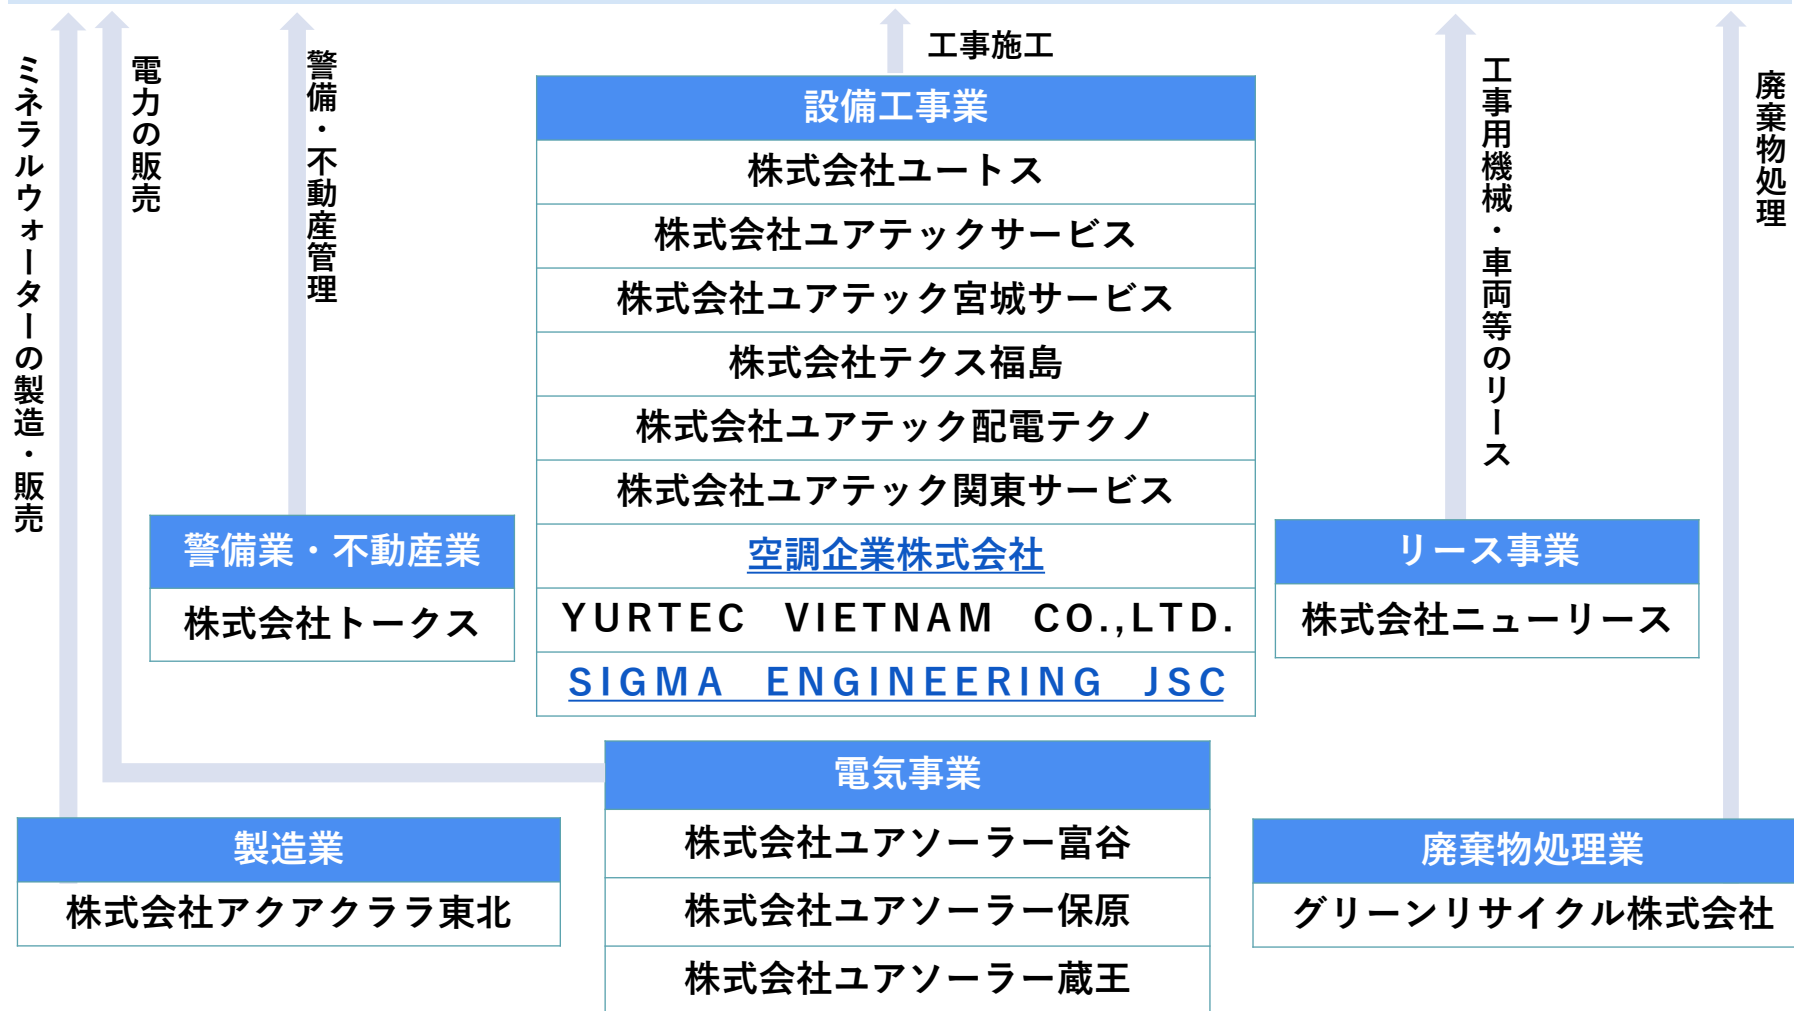 ミネラルウォーターの製造・販売
電力の販売
警備・不動産管理
工事施工
工事用機械・車両等のリース
廃棄物処理
設備工事業
株式会社ユートス
株式会社ユアテックサービス
株式会社ユアテック宮城サービス
株式会社テクス福島
株式会社ユアテック配電テクノ
株式会社ユアテック関東サービス
空調企業株式会社
YURTEC VIETNAM CO.,LTD.
SIGMA ENGINEERING JSC
警備業・不動産業
株式会社トークス
リース事業
株式会社ニューリース
電気事業
株式会社ユアソーラー富谷
株式会社ユアソーラー保原
株式会社ユアソーラー蔵王
製造業
株式会社アクアクララ東北
廃棄物処理業
グリーンリサイクル株式会社